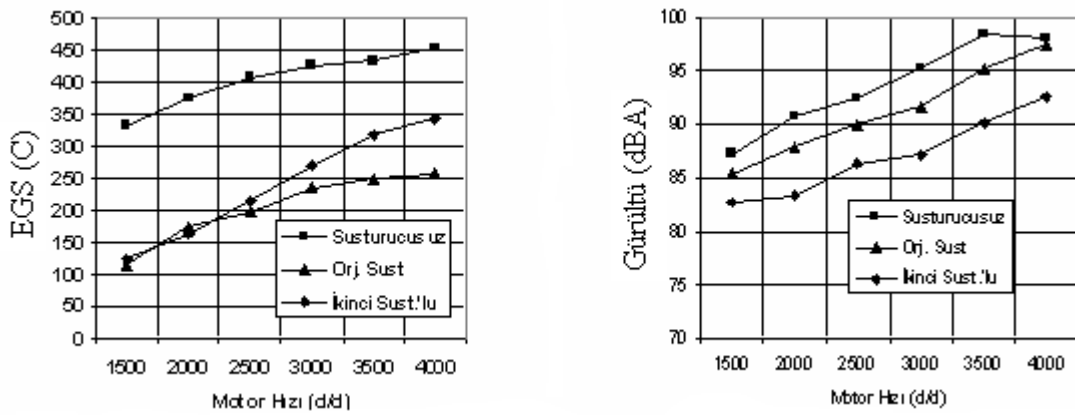 EGS (C)
500
450
400
350
300
250
200
150
100
50
0
Susturucusuz
Orj. Sust
İkinci Sust.'lu
1500 2000 2500 3000 3500 4000
Motor Hızı (d/d)
Gürültü (dBA)
100
95
90
85
80
75
70
Susturucusuz
Orj. Sust
İkinci Sust.'lu
1500 2000 2500 3000 3500 4000
Motor Hızı (d/d)